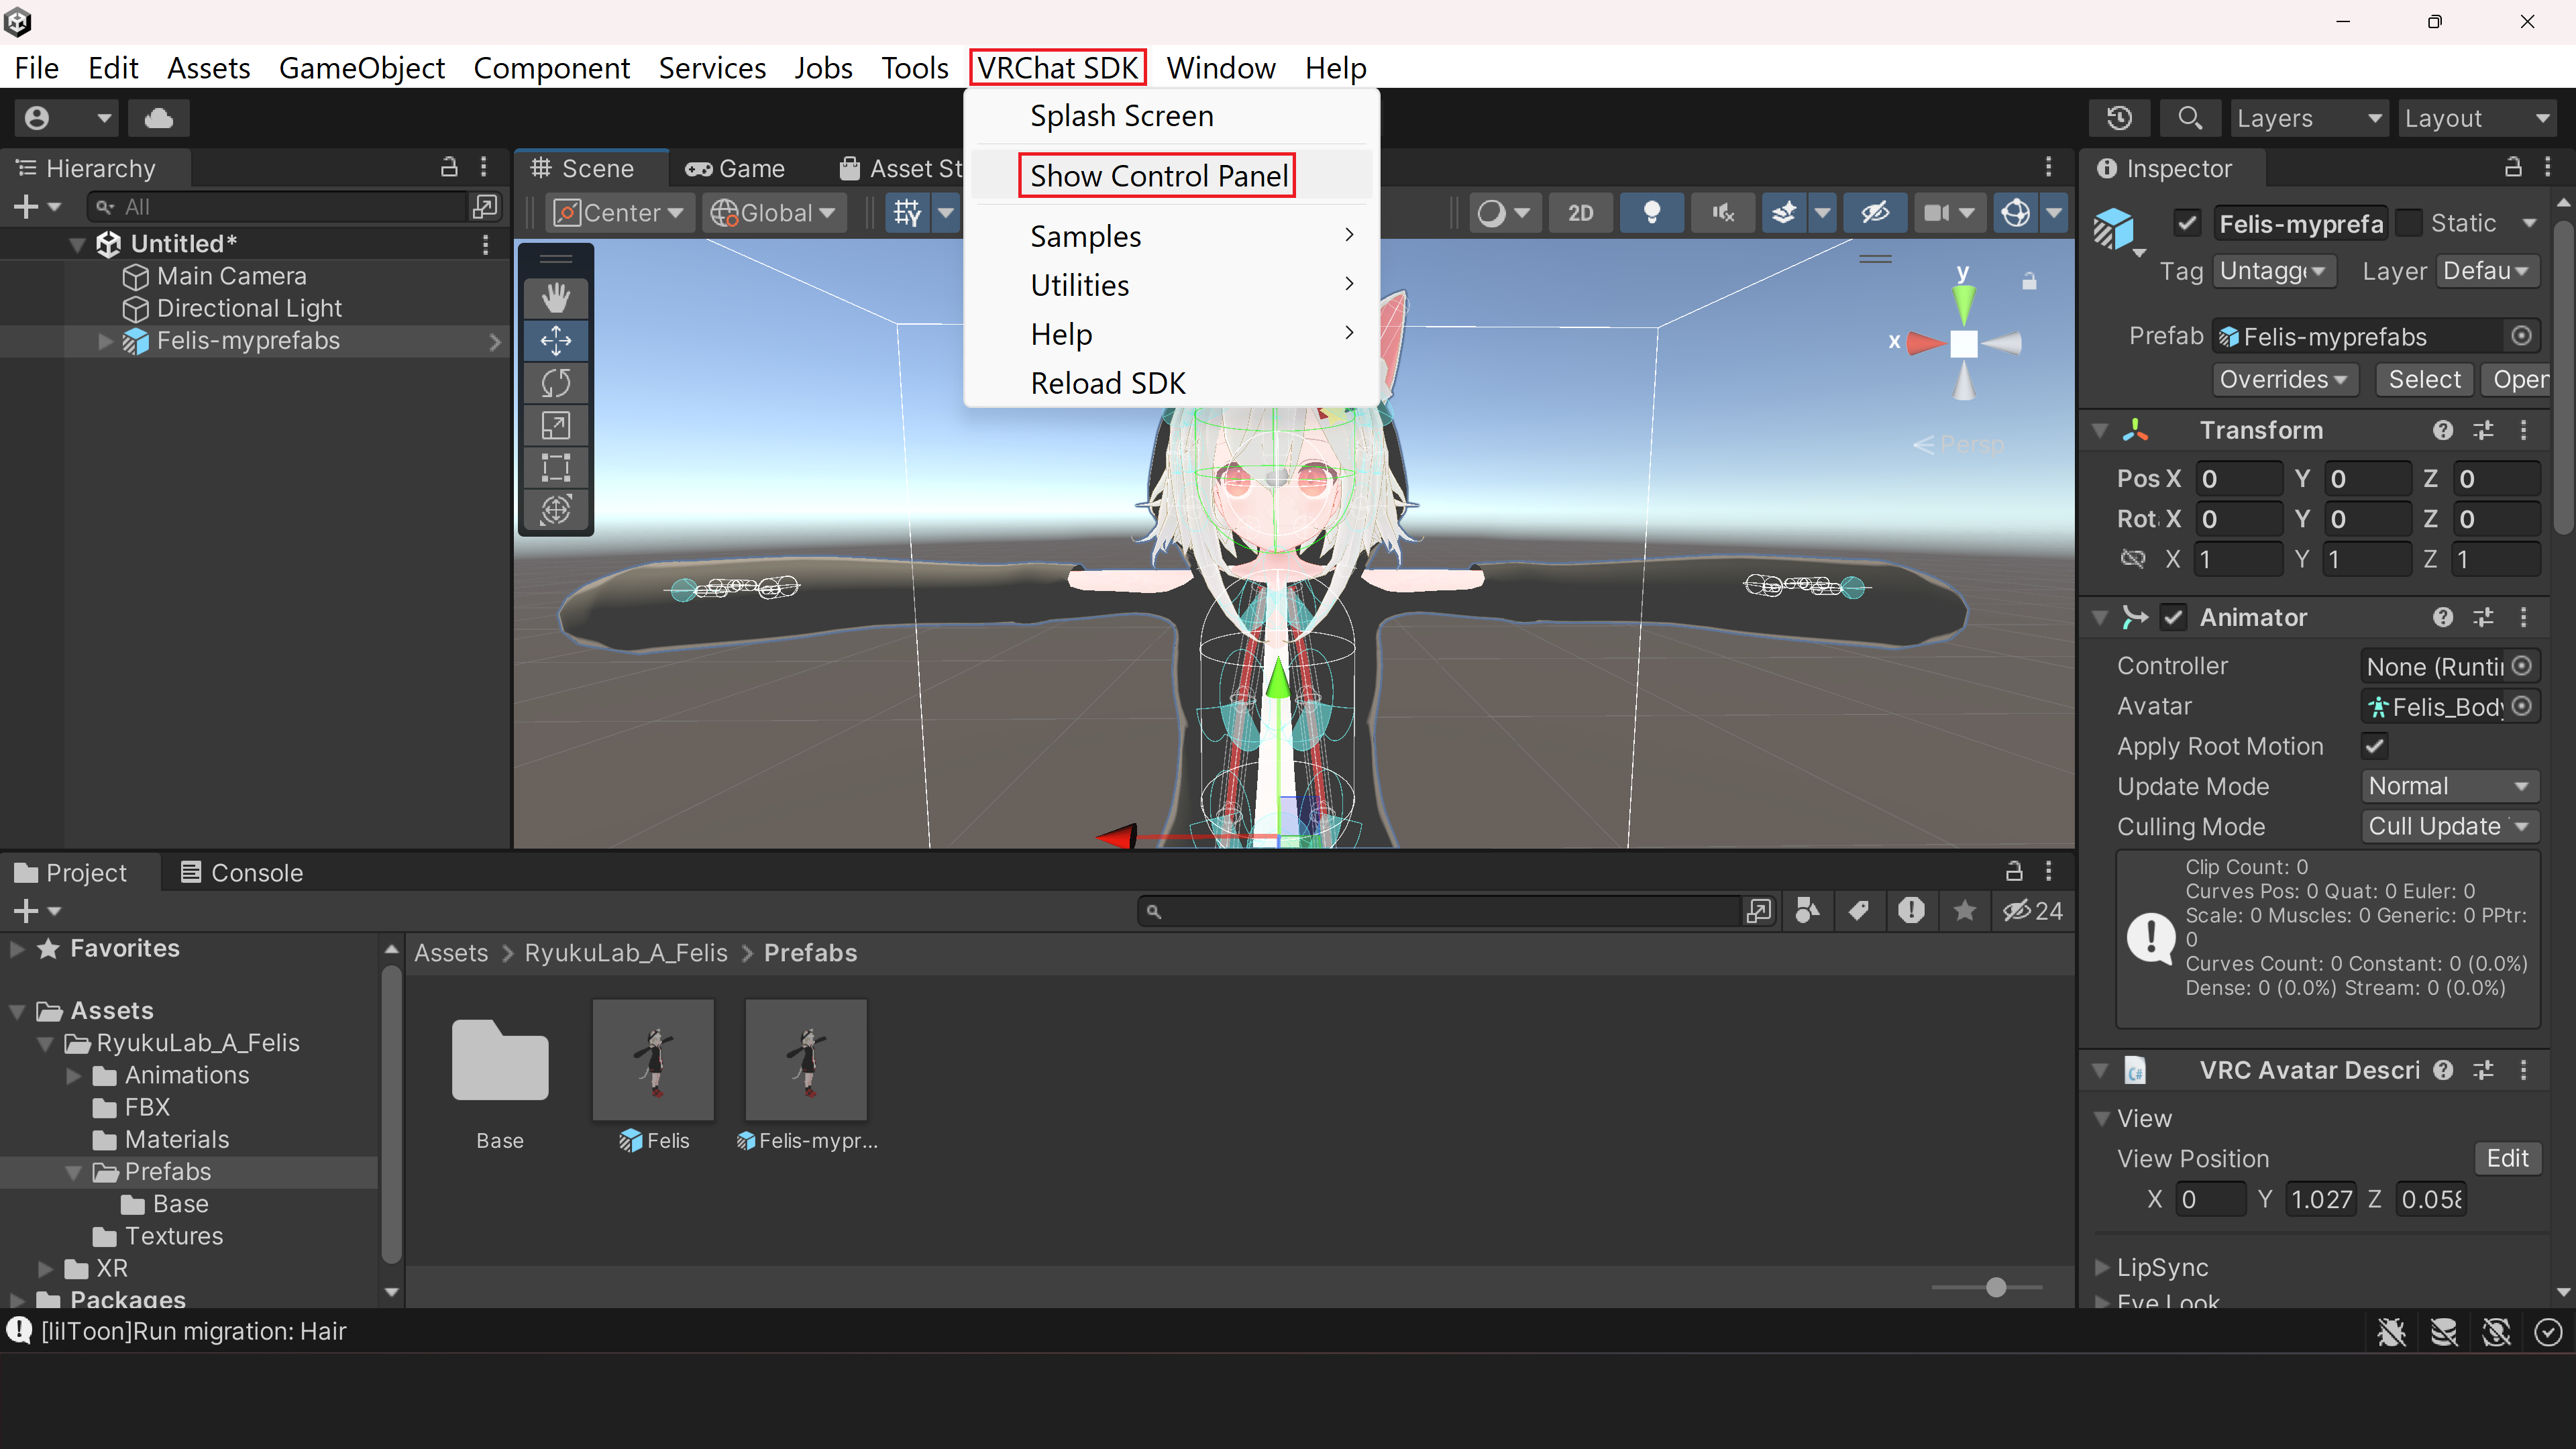 File Edit Assets GameObject Component Services Jobs Tools VRChat SDK Window Help
Splash Screen
Show Control Panel
Samples
Utilities
Help
Reload SDK
Layers
Layout
Hierarchy
All
Untitled*
Main Camera
Directional Light
Felis-myprefabs
Scene
Game
Asset St
Center
Global
2D
y
x
Persp
Inspector
Felis-myprefa
Static
Tag Untagge Layer Defau
Prefab Felis-myprefabs
Overrides Select Open
Transform
Pos X 0 Y 0 Z 0
Rot X 0 Y 0 Z 0
X 1 Y 1 Z 1
Animator
Controller None (Runtir
Avatar Felis_Body
Apply Root Motion
Update Mode Normal
Culling Mode Cull Update
Clip Count: 0
Curves Pos: 0 Quat: 0 Euler: 0
Scale: 0 Muscles: 0 Generic: 0 PPtr:
0
Curves Count: 0 Constant: 0 (0.0%)
Dense: 0 (0.0%) Stream: 0 (0.0%)
VRC Avatar Descri
View
View Position Edit
X 0 Y 1.027 Z 0.058
LipSync
Eye Look
Project
Console
24
Favorites
Assets
RyukuLab_A_Felis
Animations
FBX
Materials
Prefabs
Base
Textures
XR
Packages
Assets > RyukuLab_A_Felis > Prefabs
Base
Felis
Felis-mypr...
[lilToon]Run migration: Hair